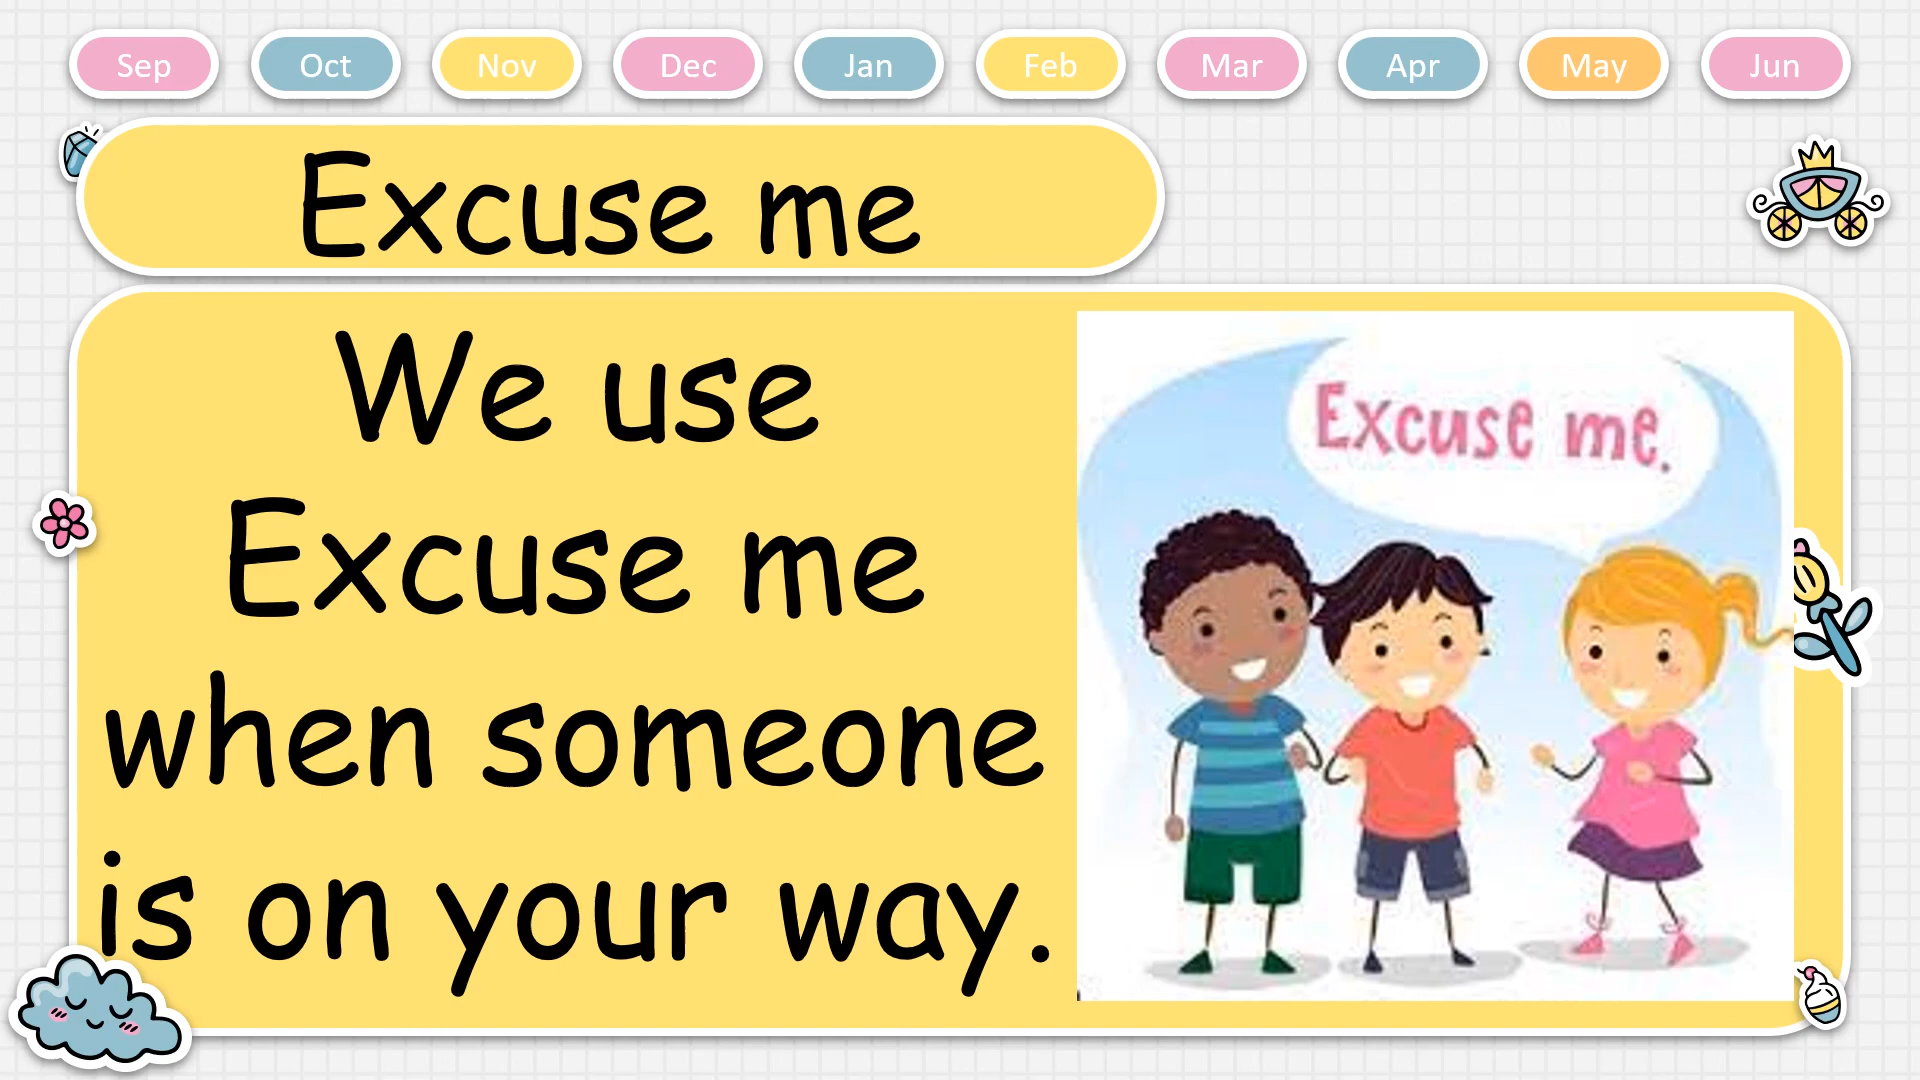 Sep Oct Nov Dec Jan Feb Mar Apr May Jun
Excuse me
We use
Excuse me
when someone
is on your way.
Excuse me.